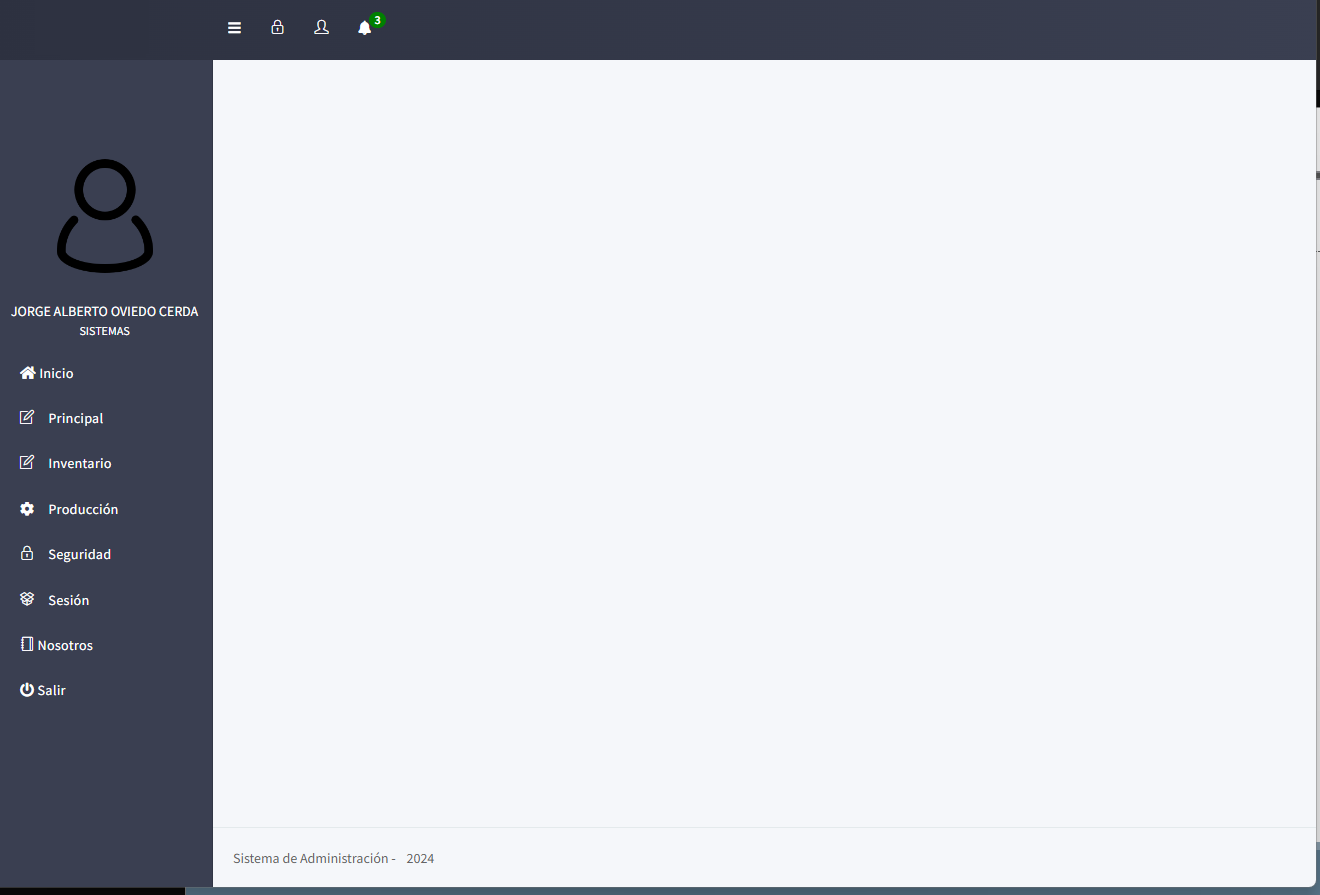 3
JORGE ALBERTO OVIEDO CERDA
SISTEMAS
Inicio
Principal
Inventario
Producción
Seguridad
Sesión
Nosotros
Salir
Sistema de Administración - 2024